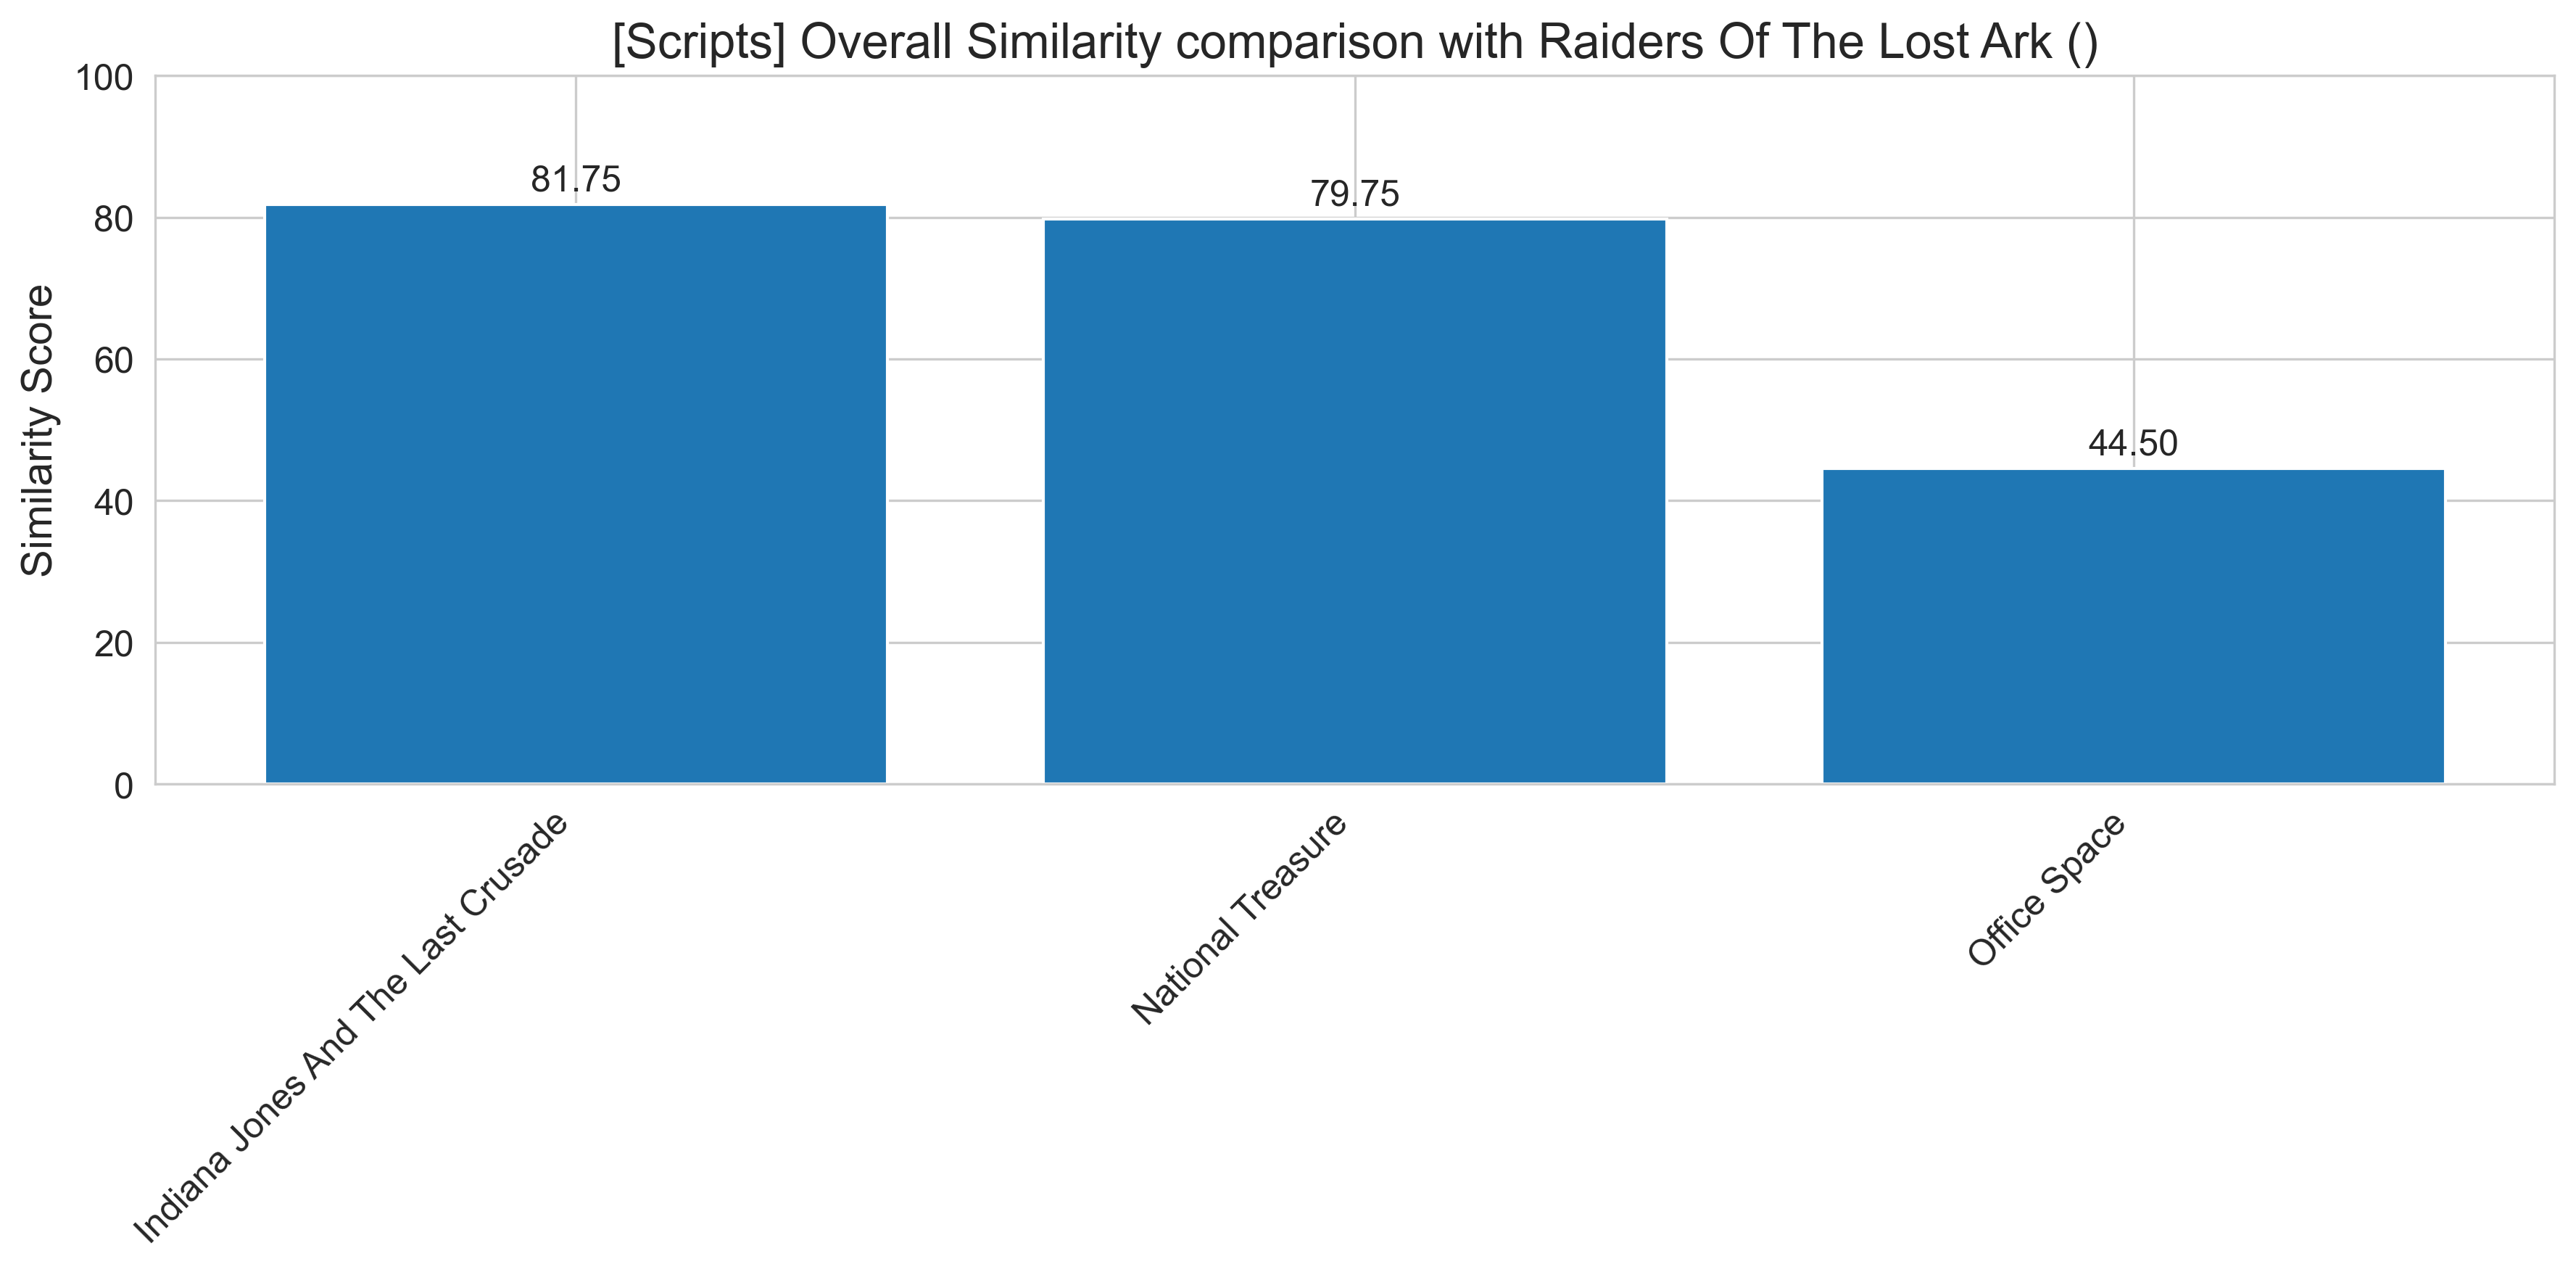 [Scripts] Overall Similarity comparison with Raiders Of The Lost Ark ()
Similarity Score
100
80
60
40
20
0
81.75
79.75
44.50
Indiana Jones And The Last Crusade
National Treasure
Office Space